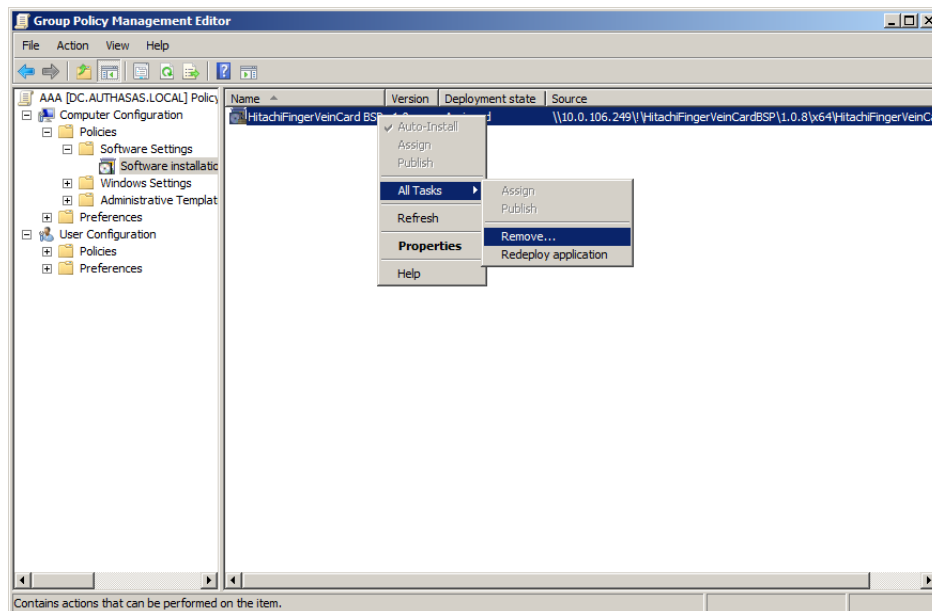 Group Policy Management Editor
File Action View Help
AAA [DC.AUTHASAS.LOCAL] Policy
Computer Configuration
Policies
Software Settings
Software installatic
Windows Settings
Administrative Templat
Preferences
User Configuration
Policies
Preferences
Name Version Deployment state Source
HitachiFingerVeinCard BSP \\10.0.106.249\!\HitachiFingerVeinCardBSP\1.0.8\x64\HitachiFingerVeinCa
Auto-Install
Assign
Publish
All Tasks
Refresh
Properties
Help
Assign
Publish
Remove...
Redeploy application
Contains actions that can be performed on the item.